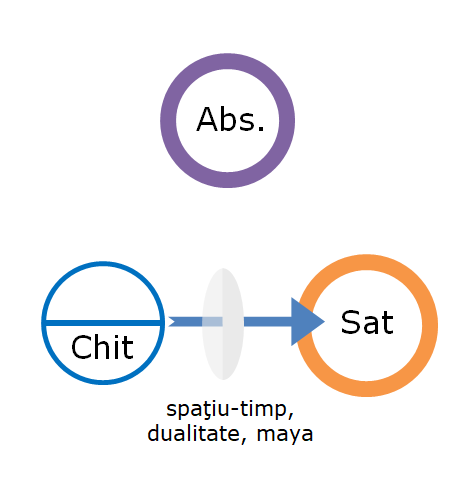 Abs.
Chit
Sat
spaţiu-timp,
dualitate, maya